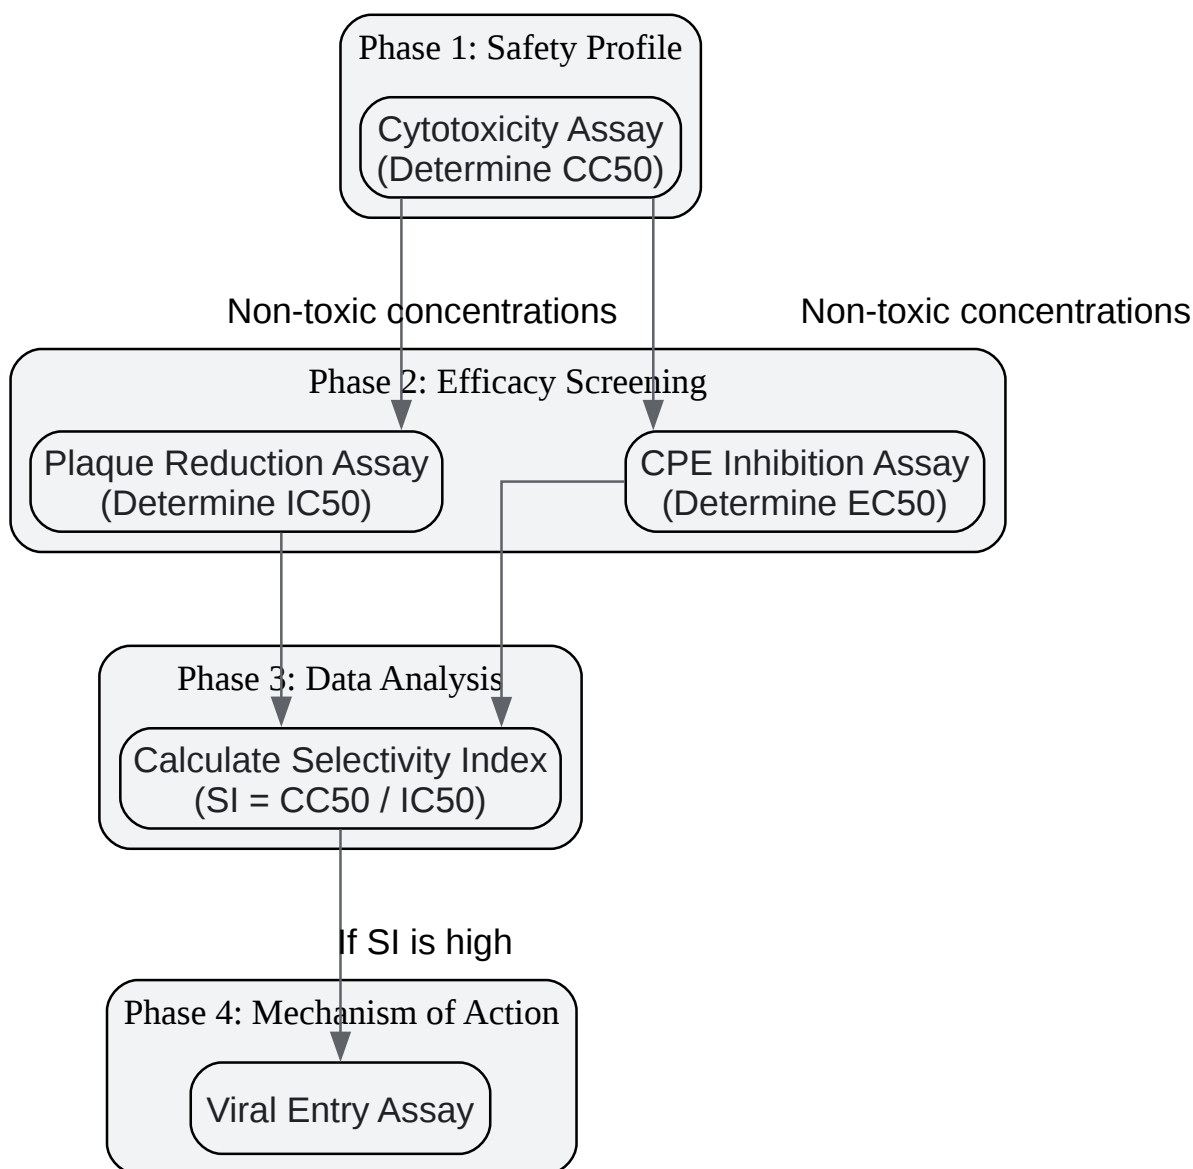 Phase 1: Safety Profile
Cytotoxicity Assay
(Determine CC50)
Non-toxic concentrations
Non-toxic concentrations
Phase 2: Efficacy Screening
Plaque Reduction Assay
(Determine IC50)
CPE Inhibition Assay
(Determine EC50)
Phase 3: Data Analysis
Calculate Selectivity Index
(SI = CC50 / IC50)
If SI is high
Phase 4: Mechanism of Action
Viral Entry Assay